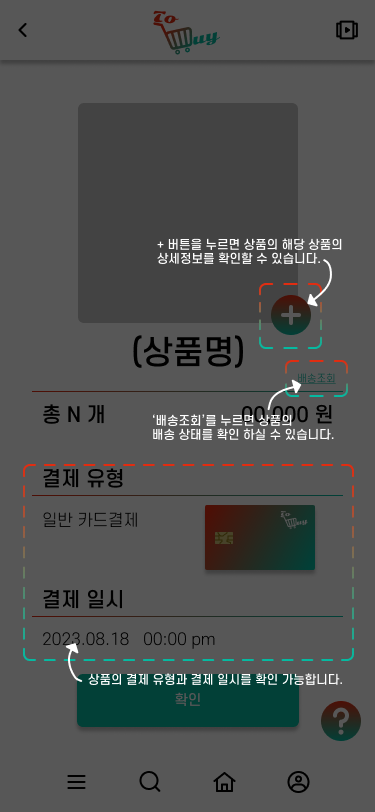 To
Buy
+ 버튼을 누르면 상품의 해당 상품의
상세정보를 확인할 수 있습니다.
(상품명)
배송조회
총 N 개
00,000 원
‘배송조회’를 누르면 상품의
배송 상태를 확인 하실 수 있습니다.
결제 유형
일반 카드결제
To
Buy
결제 일시
2023.08.18 00:00 pm
상품의 결제 유형과 결제 일시를 확인 가능합니다.
확인
?